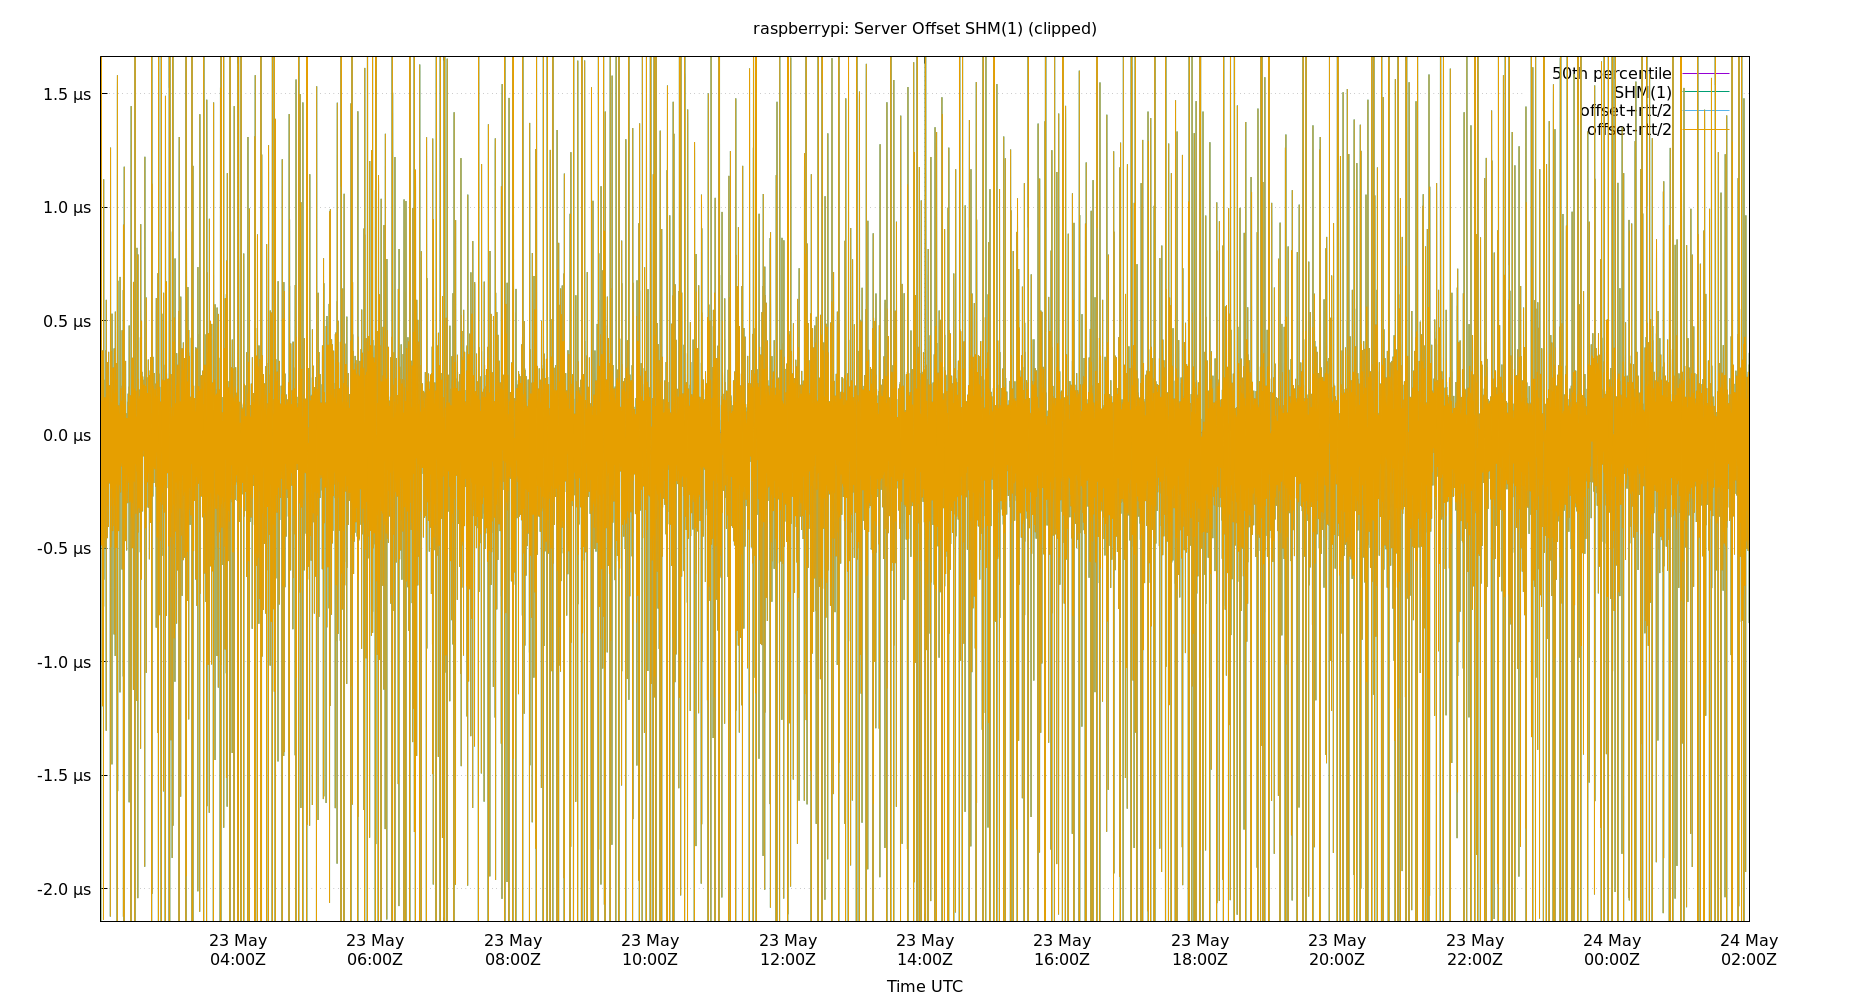 raspberrypi: Server Offset SHM(1) (clipped)
50th percentile
SHM(1)
offset+rtt/2
offset-rtt/2
1.5 µs
1.0 µs
0.5 µs
0.0 µs
-0.5 µs
-1.0 µs
-1.5 µs
-2.0 µs
23 May 23 May 23 May 23 May 23 May 23 May 23 May 23 May 23 May 23 May 24 May 24 May
04:00Z 06:00Z 08:00Z 10:00Z 12:00Z 14:00Z 16:00Z 18:00Z 20:00Z 22:00Z 00:00Z 02:00Z
Time UTC